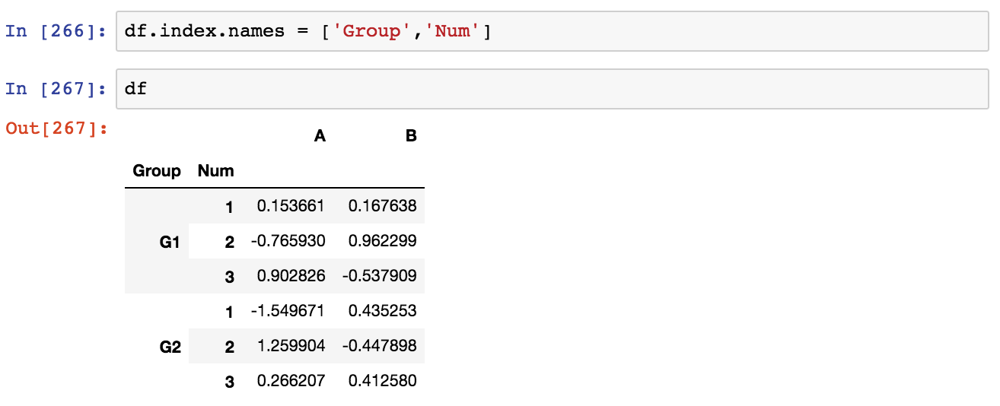 In [266]: df.index.names = ['Group','Num']
In [267]: df
Out[267]:
A B
Group Num
1 0.153661 0.167638
G1 2 -0.765930 0.962299
3 0.902826 -0.537909
1 -1.549671 0.435253
G2 2 1.259904 -0.447898
3 0.266207 0.412580